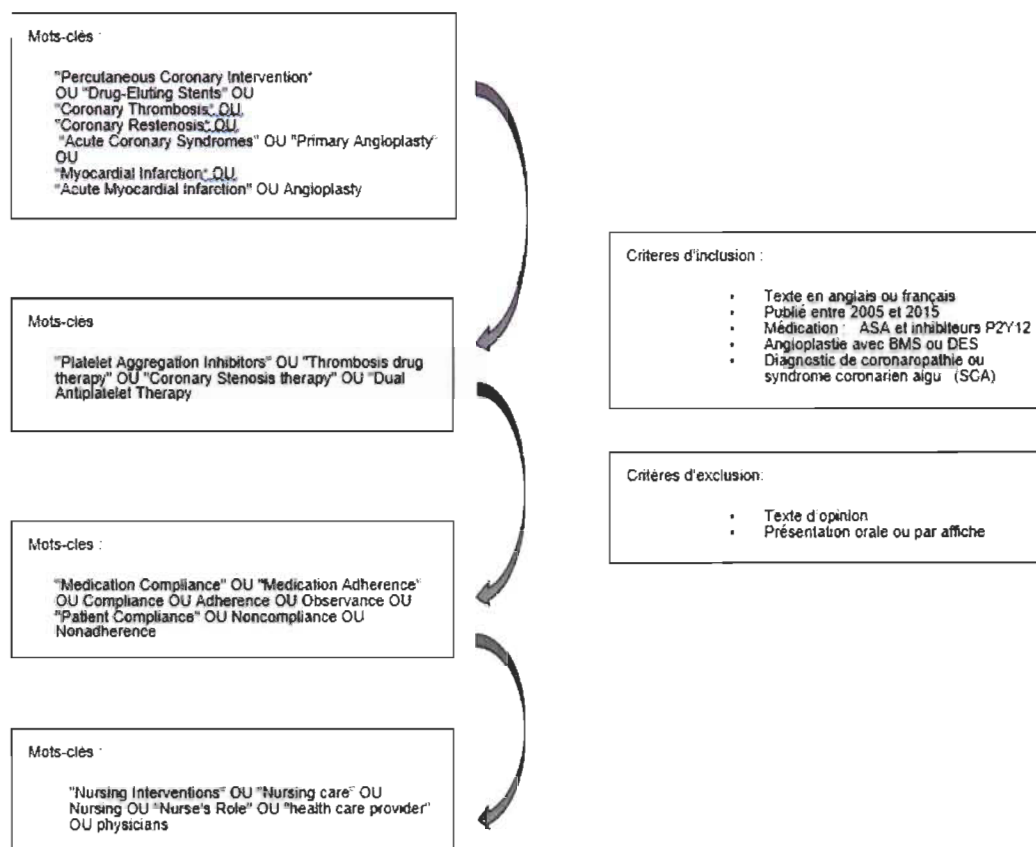 Mots-clés :
"Percutaneous Coronary Intervention"
OU "Drug-Eluting Stents" OU
"Coronary Thrombosis" OU
"Coronary Restenosis" OU
"Acute Coronary Syndromes" OU "Primary Angioplasty"
OU
"Myocardial Infarction" OU
"Acute Myocardial Infarction" OU Angioplasty
Mots-clés
"Platelet Aggregation Inhibitors" OU "Thrombosis drug
therapy" OU "Coronary Stenosis therapy" OU "Dual
Antiplatelet Therapy
Mots-cles :
"Medication Compliance" OU "Medication Adherence"
OU Compliance OU Adherence OU Observance OU
"Patient Compliance" OU Noncompliance OU
Nonadherence
Mots-clés :
"Nursing Interventions" OU "Nursing care" OU
Nursing OU "Nurse's Role" OU "health care provider"
OU physicians
Criteres d'inclusion :
• Texte en anglais ou français
• Publié entre 2005 et 2015
• Médication : ASA et inhibiteurs P2Y12
• Angioplastie avec BMS ou DES
• Diagnostic de coronaropathie ou
syndrome coronarien aigu (SCA)
Critères d'exclusion:
• Texte d'opinion
• Présentation orale ou par affiche